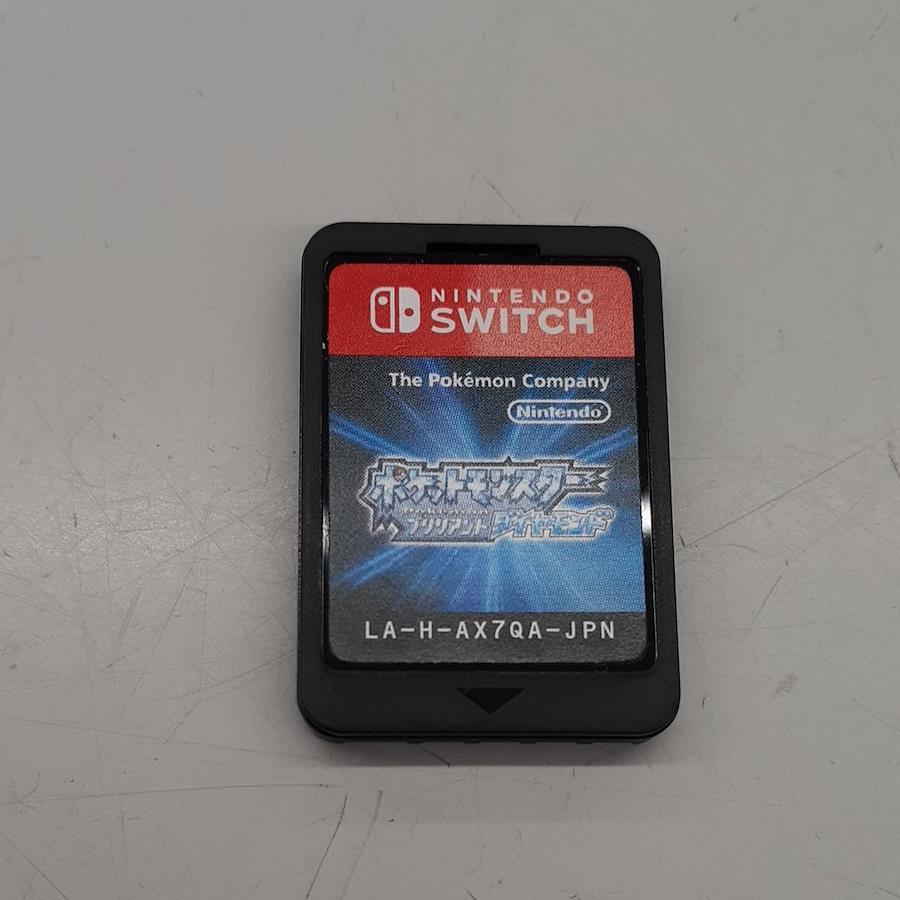 NINTENDO
SWITCH
The Pokémon Company
Nintendo
ポケットモンスター
ブリリアントダイヤモンド
LA-H-AX7QA-JPN